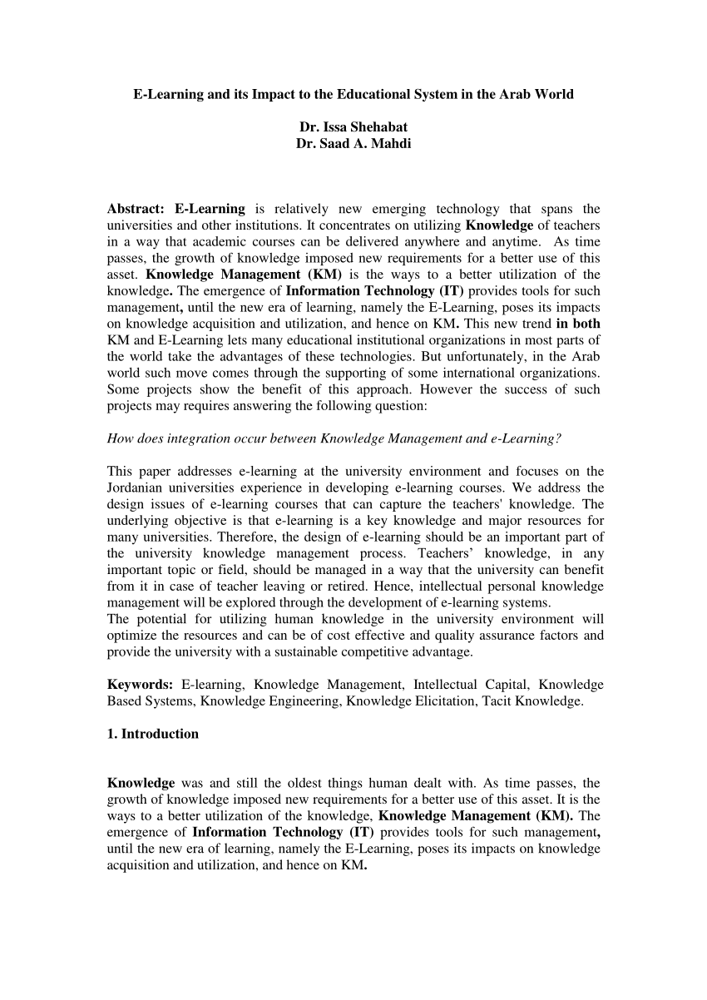 E-Learning and its Impact to the Educational System in the Arab World
Dr. Issa Shehabat
Dr. Saad A. Mahdi
Abstract: E-Learning is relatively new emerging technology that spans the
universities and other institutions. It concentrates on utilizing Knowledge of teachers
in a way that academic courses can be delivered anywhere and anytime. As time
passes, the growth of knowledge imposed new requirements for a better use of this
asset. Knowledge Management (KM) is the ways to a better utilization of the
knowledge. The emergence of Information Technology (IT) provides tools for such
management, until the new era of learning, namely the E-Learning, poses its impacts
on knowledge acquisition and utilization, and hence on KM. This new trend in both
KM and E-Learning lets many educational institutional organizations in most parts of
the world take the advantages of these technologies. But unfortunately, in the Arab
world such move comes through the supporting of some international organizations.
Some projects show the benefit of this approach. However the success of such
projects may requires answering the following question:
How does integration occur between Knowledge Management and e-Learning?
This paper addresses e-learning at the university environment and focuses on the
Jordanian universities experience in developing e-learning courses. We address the
design issues of e-learning courses that can capture the teachers' knowledge. The
underlying objective is that e-learning is a key knowledge and major resources for
many universities. Therefore, the design of e-learning should be an important part of
the university knowledge management process. Teachers’ knowledge, in any
important topic or field, should be managed in a way that the university can benefit
from it in case of teacher leaving or retired. Hence, intellectual personal knowledge
management will be explored through the development of e-learning systems.
The potential for utilizing human knowledge in the university environment will
optimize the resources and can be of cost effective and quality assurance factors and
provide the university with a sustainable competitive advantage.
Keywords: E-learning, Knowledge Management, Intellectual Capital, Knowledge
Based Systems, Knowledge Engineering, Knowledge Elicitation, Tacit Knowledge.
1. Introduction
Knowledge was and still the oldest things human dealt with. As time passes, the
growth of knowledge imposed new requirements for a better use of this asset. It is the
ways to a better utilization of the knowledge, Knowledge Management (KM). The
emergence of Information Technology (IT) provides tools for such management,
until the new era of learning, namely the E-Learning, poses its impacts on knowledge
acquisition and utilization, and hence on KM.